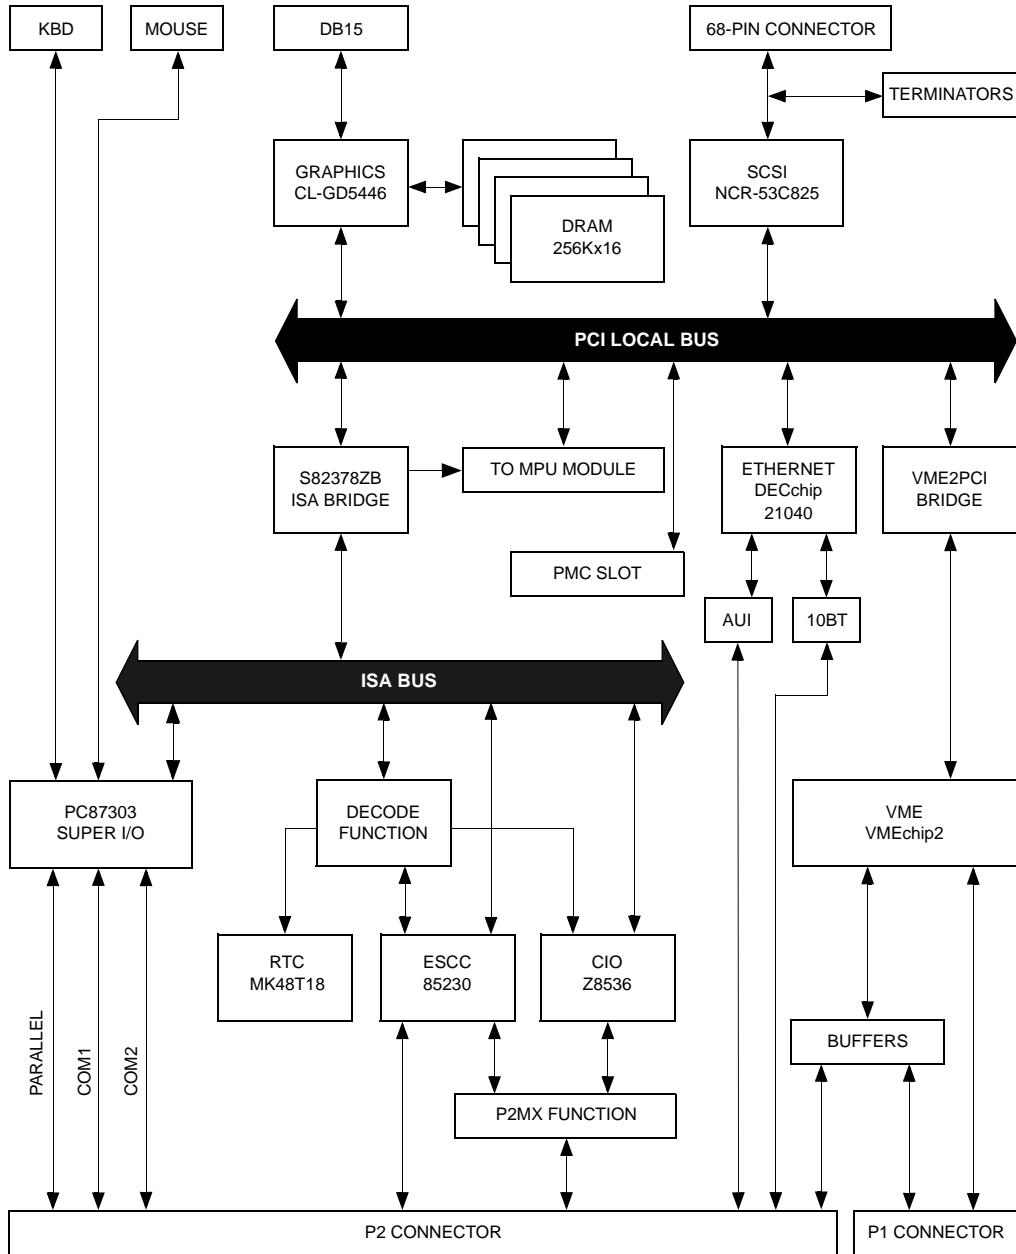 KBD
MOUSE
DB15
68-PIN CONNECTOR
TERMINATORS
GRAPHICS
CL-GD5446
DRAM
256Kx16
SCSI
NCR-53C825
PCI LOCAL BUS
S82378ZB
ISA BRIDGE
TO MPU MODULE
ETHERNET
DECchip
21040
VME2PCI
BRIDGE
PMC SLOT
AUI
10BT
ISA BUS
PC87303
SUPER I/O
DECODE
FUNCTION
VME
VMEchip2
RTC
MK48T18
ESCC
85230
CIO
Z8536
PARALLEL
COM1
COM2
BUFFERS
P2MX FUNCTION
P2 CONNECTOR
P1 CONNECTOR